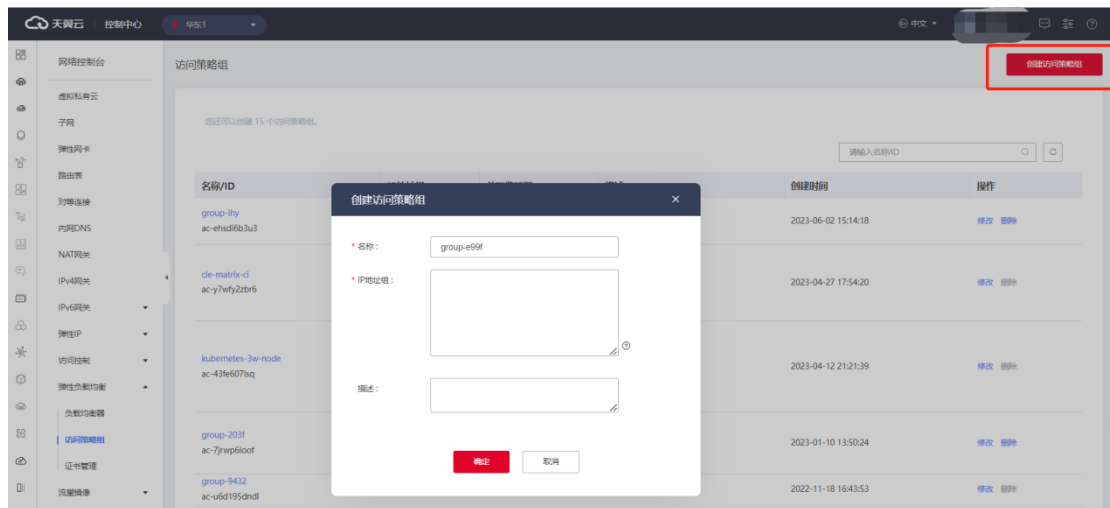 天翼云 控制中心 华东1 中文
网络控制台
虚拟私有云
子网
弹性网卡
路由表
对等连接
内网DNS
NAT网关
IPv4网关
IPv6网关
弹性IP
访问控制
弹性负载均衡
负载均衡器
访问策略组
证书管理
流量镜像
访问策略组
创建访问策略组
您还可以创建 15 个访问策略组。
请输入名称/ID
名称/ID 创建时间 操作
group-lhy
ac-ehsdi6b3u3
2023-06-02 15:14:18 修改 删除
cle-matrix-ci
ac-y7wfy2zbr6
2023-04-27 17:54:20 修改 删除
kubernetes-3w-node
ac-43fe607lsq
2023-04-12 21:21:39 修改 删除
group-203f
ac-7jrwp6ioof
2023-01-10 13:50:24 修改 删除
group-9432
ac-u6d195dndl
2022-11-18 16:43:53 修改 删除
创建访问策略组
* 名称： group-e99f
* IP地址组：
描述：
确定 取消